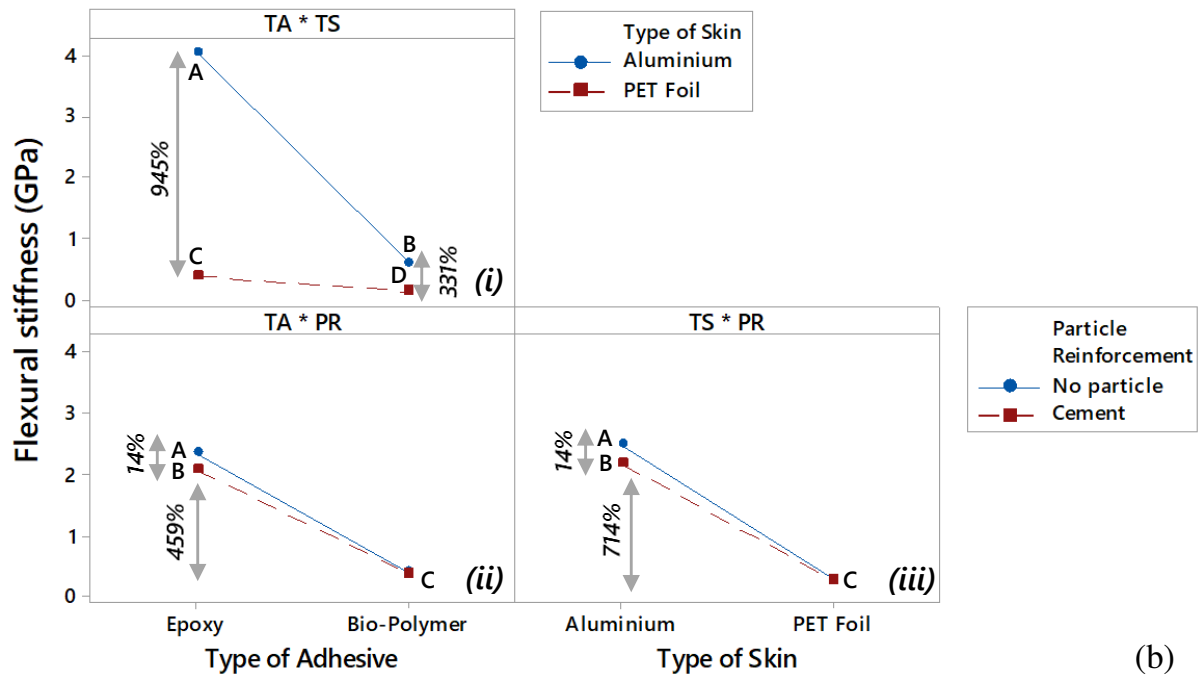 TA * TS
Type of Skin
Aluminium
PET Foil
Flexural stiffness (GPa)
4
3
2
1
0
A
945%
C
B
D
331%
(i)
TA * PR
TS * PR
Particle
Reinforcement
No particle
Cement
4
3
2
1
0
14%
A
B
459%
C
(ii)
14%
A
B
714%
C
(iii)
Epoxy
Bio-Polymer
Aluminium
PET Foil
Type of Adhesive
Type of Skin
(b)